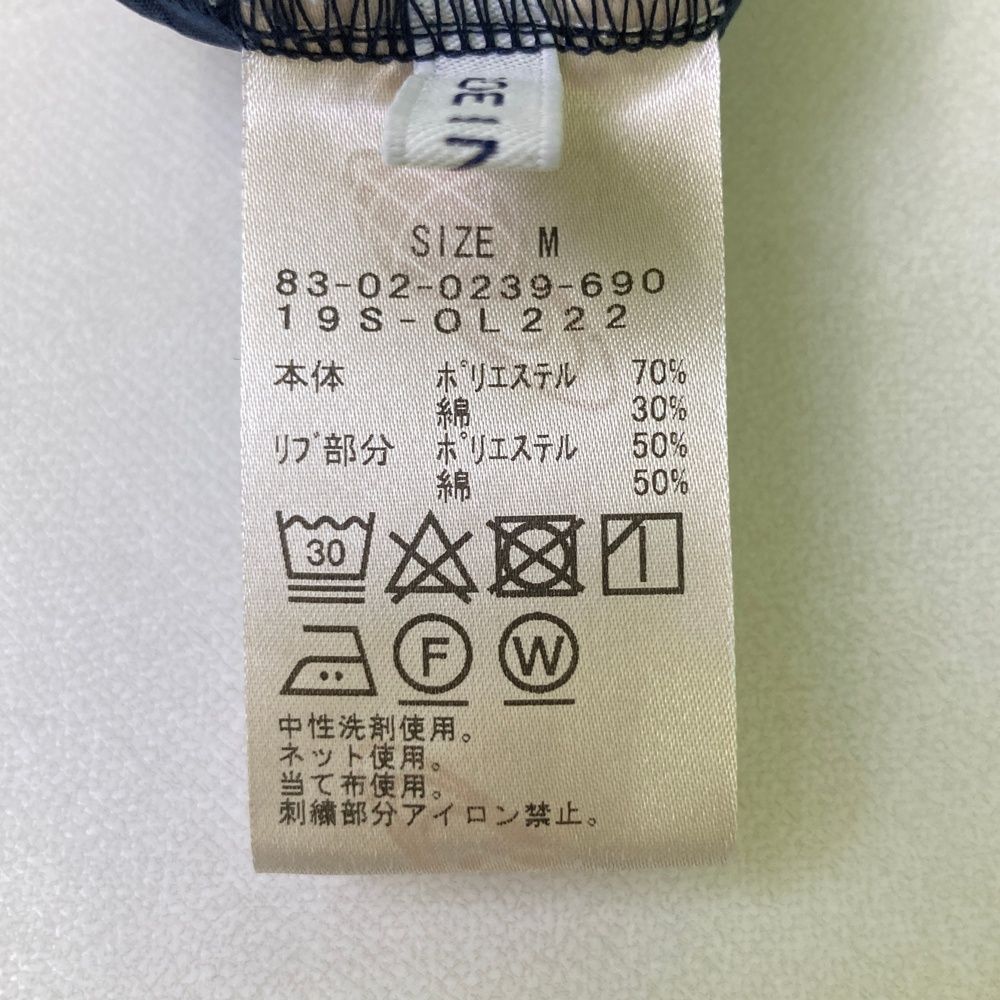 SIZE M
83-02-0239-690
19S-OL222
本体 ポリエステル 70%
綿 30%
リブ部分 ポリエステル 50%
綿 50%
30
F W
中性洗剤使用。
ネット使用。
当て布使用。
刺繍部分アイロン禁止。